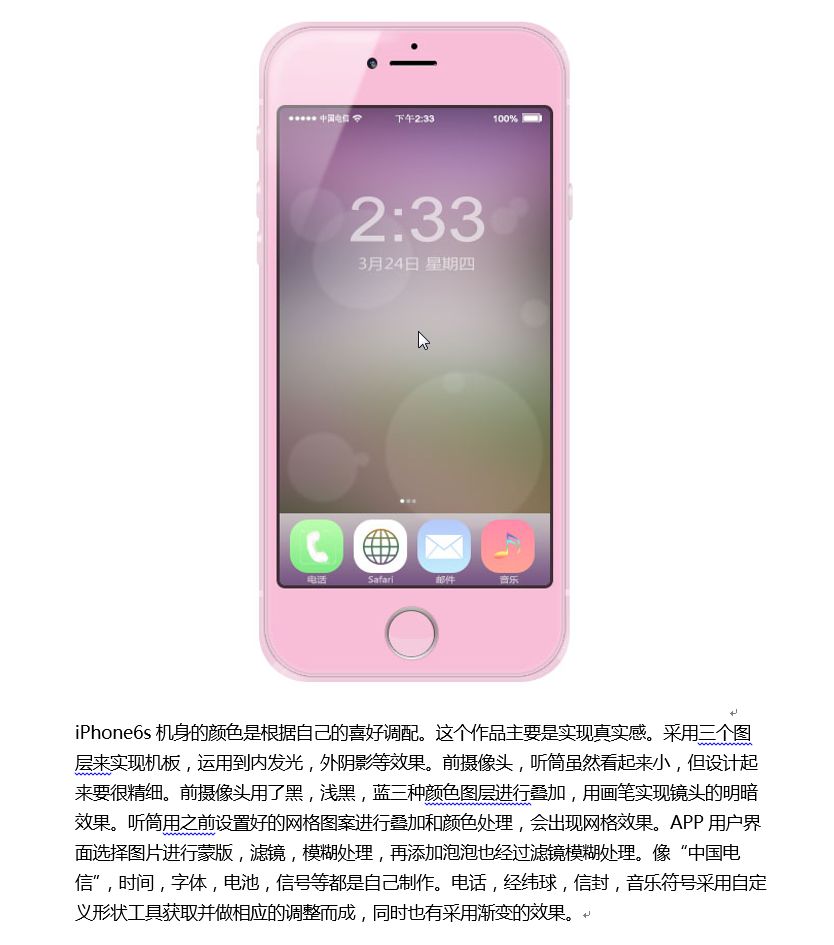 中国电信 下午2:33 100%
2:33
3月24日 星期四
电话 Safari 邮件 音乐
iPhone6s 机身的颜色是根据自己的喜好调配。这个作品主要是实现真实感。采用三个图
层来实现机板，运用到内发光，外阴影等效果。前摄像头，听筒虽然看起来小，但设计起
来要很精细。前摄像头用了黑，浅黑，蓝三种颜色图层进行叠加，用画笔实现镜头的明暗
效果。听筒用之前设置好的网格图案进行叠加和颜色处理，会出现网格效果。APP 用户界
面选择图片进行蒙版，滤镜，模糊处理，再添加泡泡也经过滤镜模糊处理。像“中国电
信”，时间，字体，电池，信号等都是自己制作。电话，经纬球，信封，音乐符号采用自定
义形状工具获取并做相应的调整而成，同时也有采用渐变的效果。